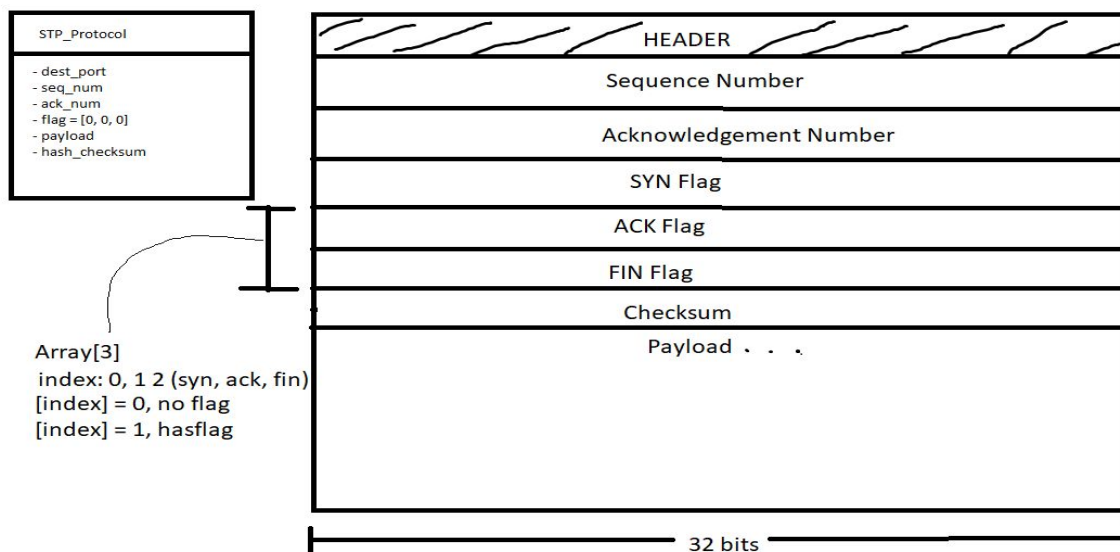 STP_Protocol
- dest_port
- seq_num
- ack_num
- flag = [0, 0, 0]
- payload
- hash_checksum
HEADER
Sequence Number
Acknowledgement Number
SYN Flag
ACK Flag
FIN Flag
Checksum
Payload . . .
Array[3]
index: 0, 1 2 (syn, ack, fin)
[index] = 0, no flag
[index] = 1, hasflag
32 bits